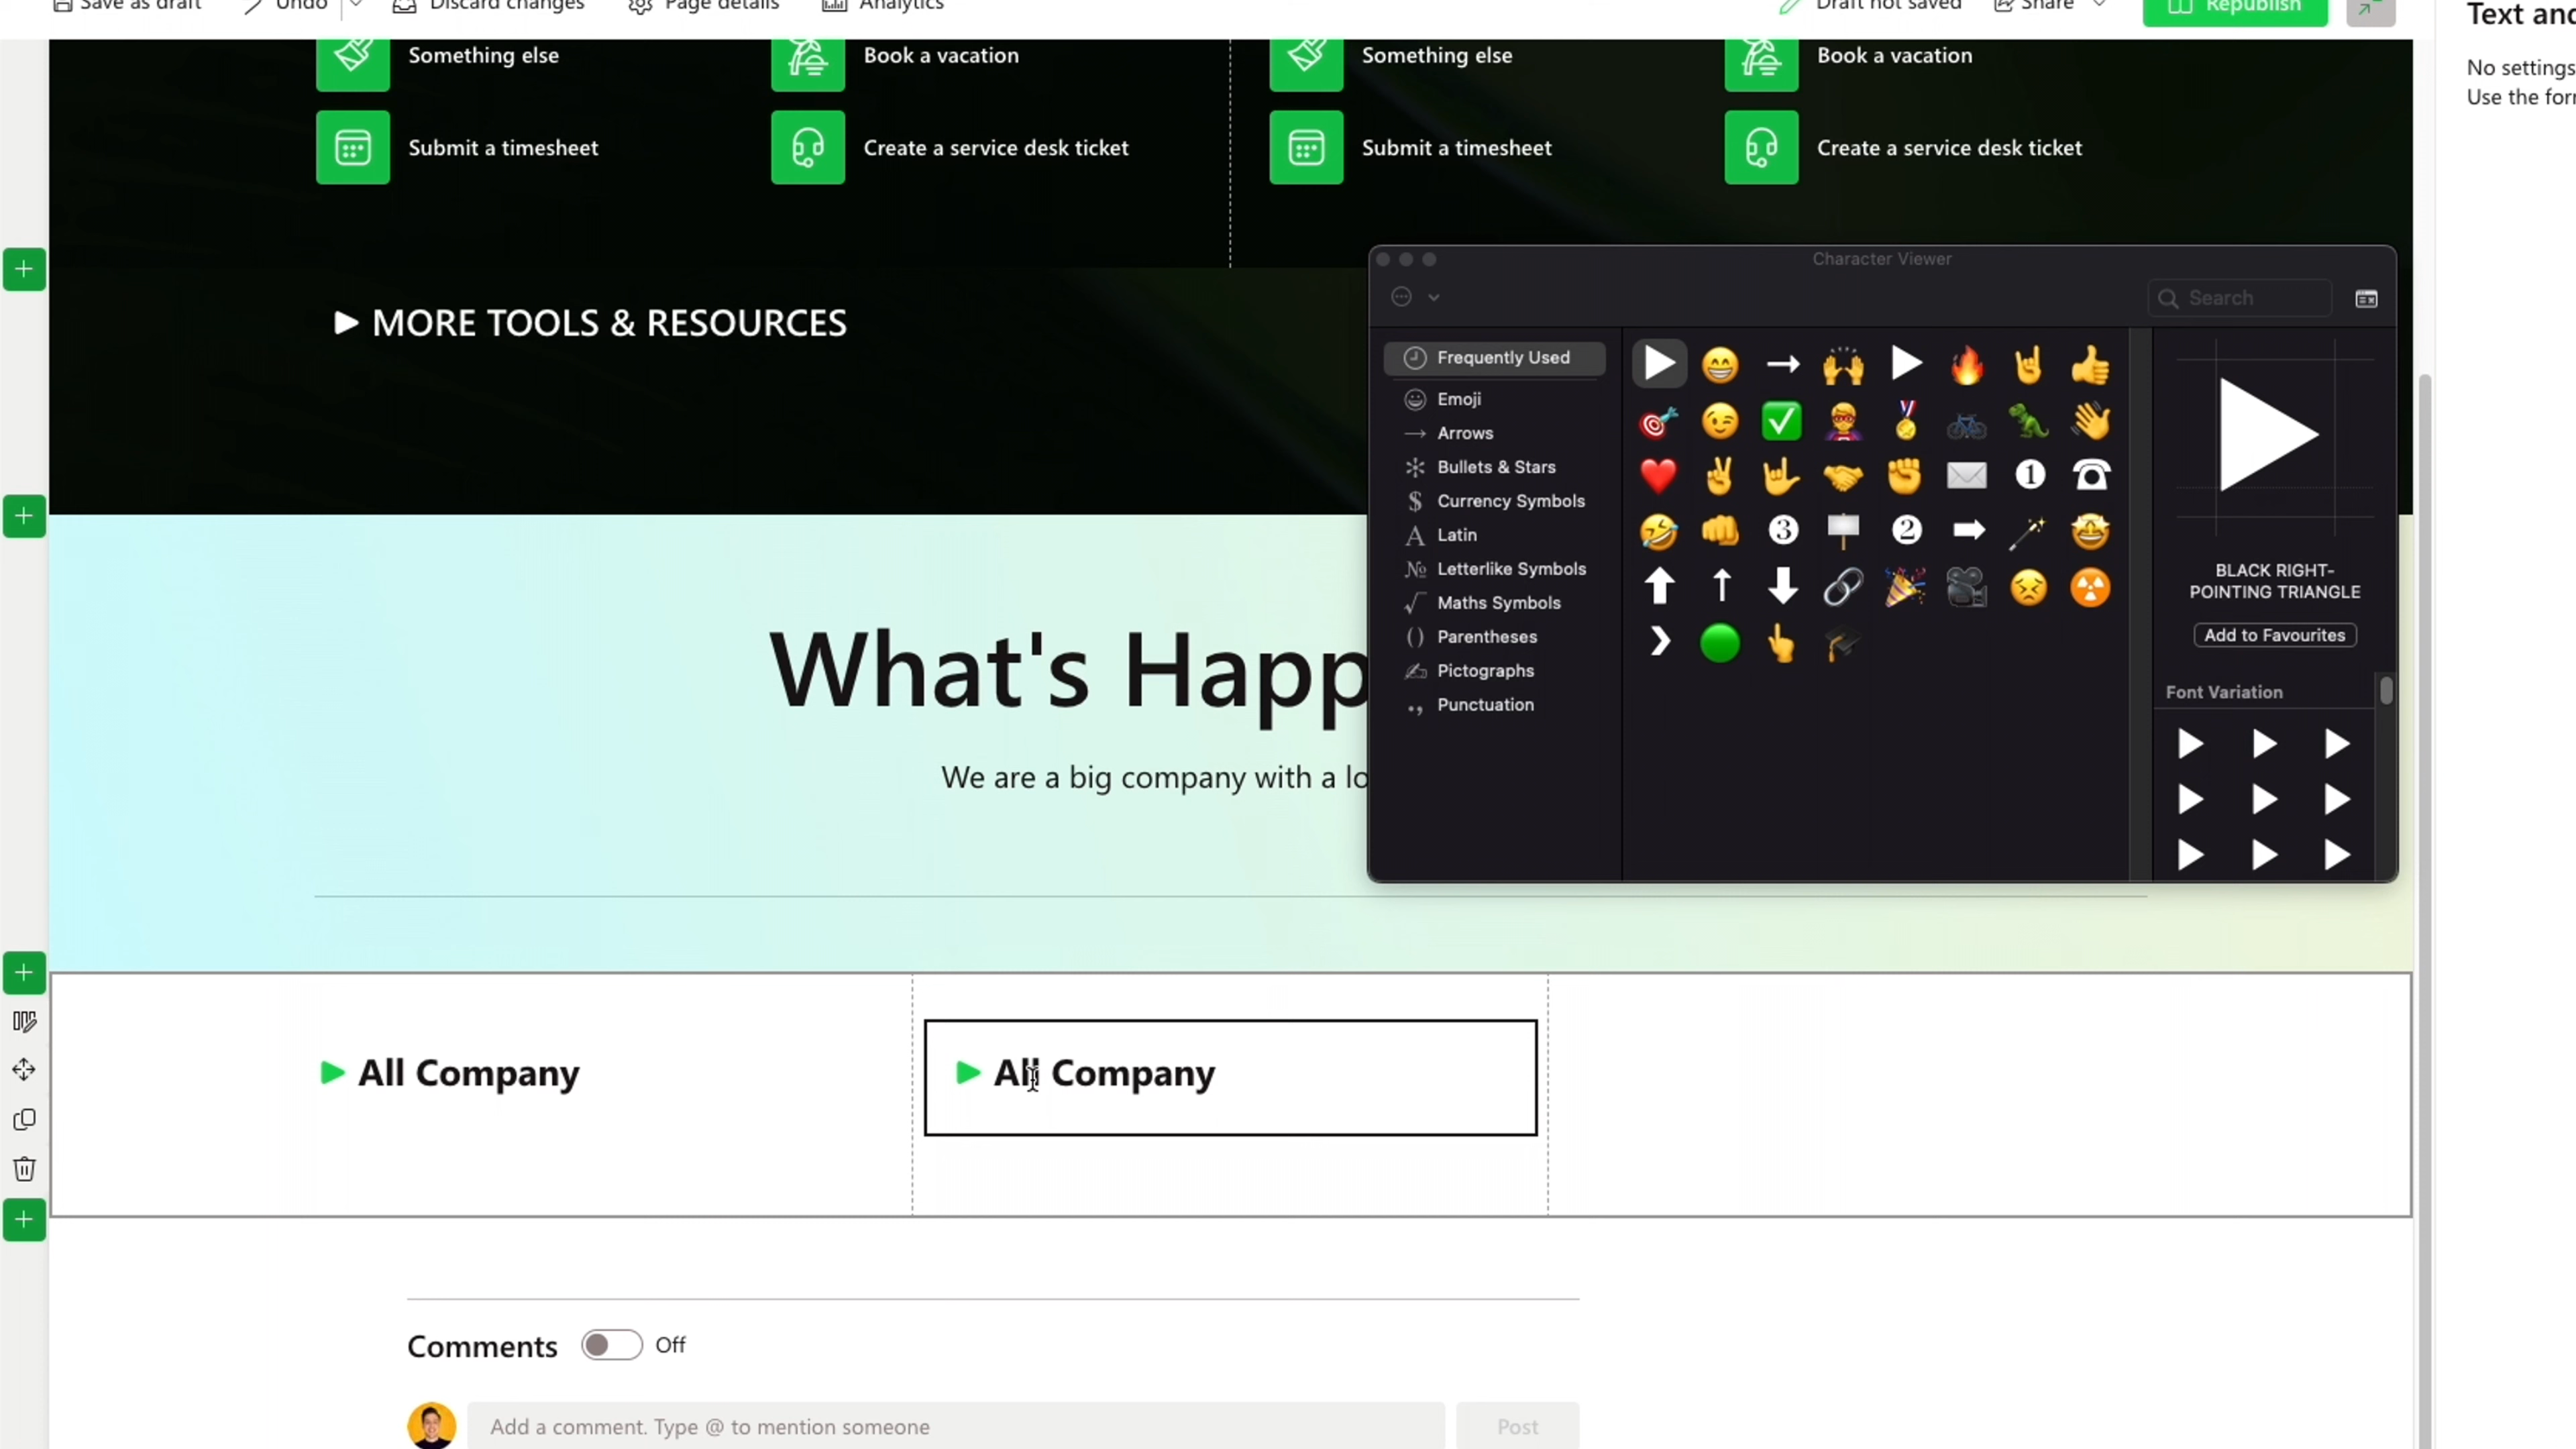 Save as draft
Undo
Discard changes
Page details
Analytics
Draft not saved
Share
Republish
Text and
No settings
Use the for
Something else
Book a vacation
Something else
Book a vacation
Submit a timesheet
Create a service desk ticket
Submit a timesheet
Create a service desk ticket
▶ MORE TOOLS & RESOURCES
Character Viewer
Search
Frequently Used
Emoji
Arrows
Bullets & Stars
Currency Symbols
Latin
Letterlike Symbols
Maths Symbols
Parentheses
Pictographs
Punctuation
BLACK RIGHT-
POINTING TRIANGLE
Add to Favourites
Font Variation
What's Happ
We are a big company with a lo
▶ All Company
▶ All Company
Comments
Off
Add a comment. Type @ to mention someone
Post